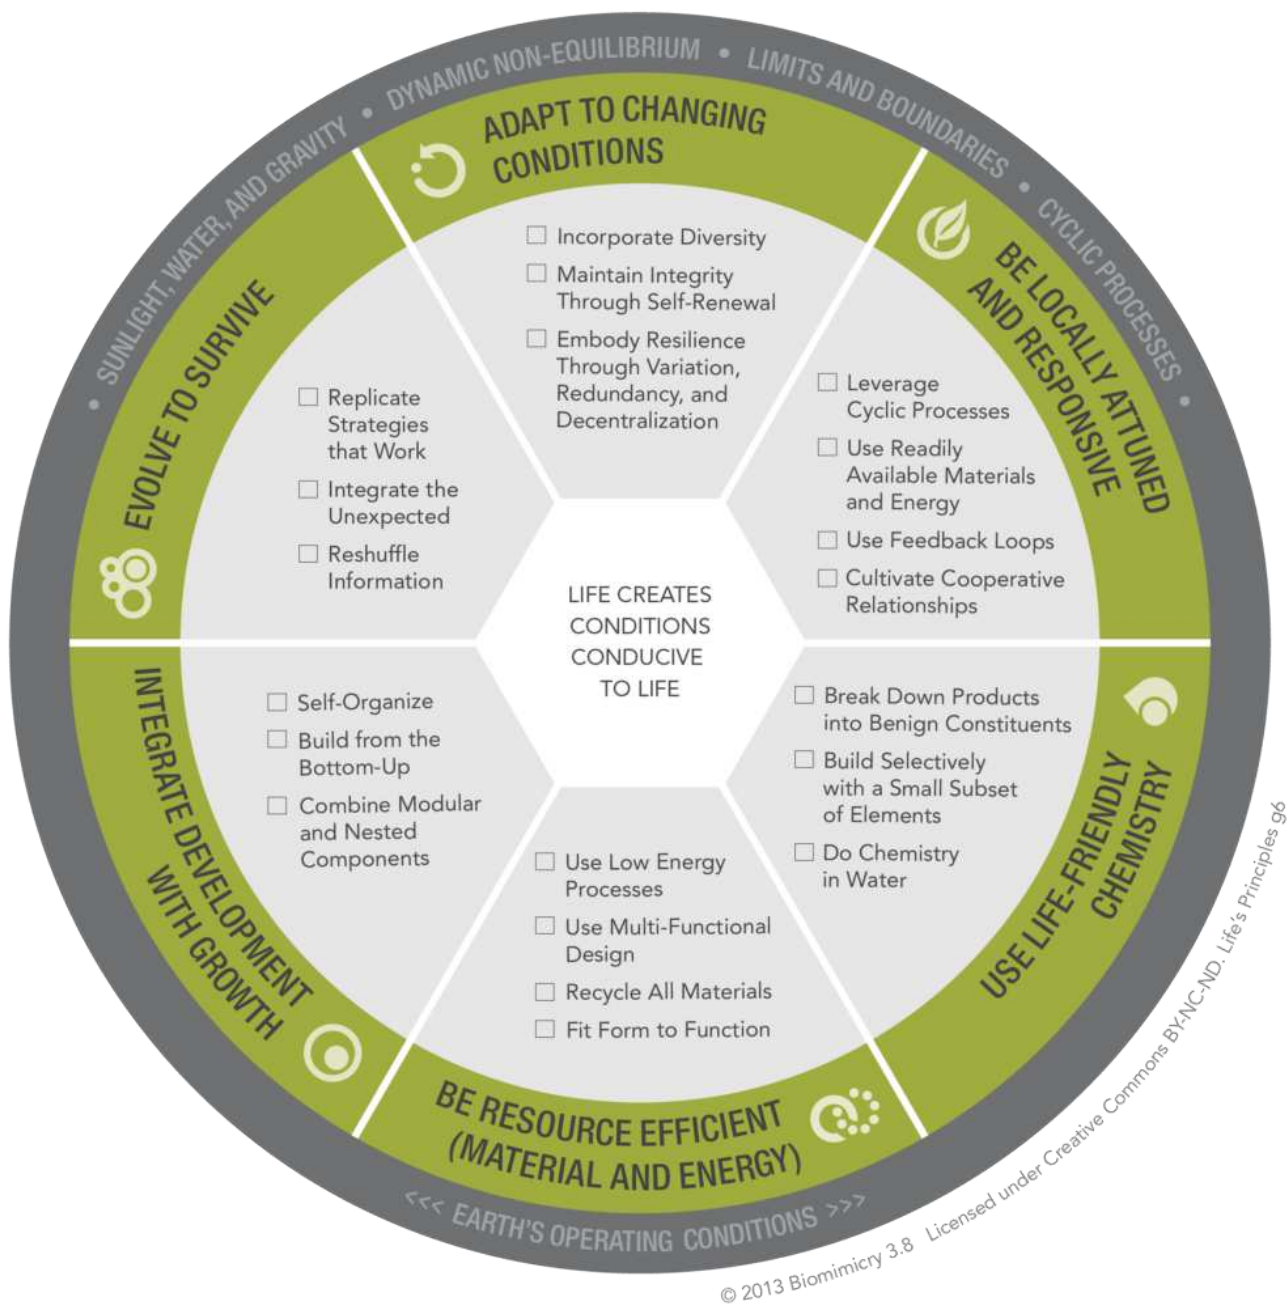 • SUNLIGHT, WATER, AND GRAVITY • DYNAMIC NON-EQUILIBRIUM • LIMITS AND BOUNDARIES • CYCLIC PROCESSES •
ADAPT TO CHANGING
CONDITIONS
☐ Incorporate Diversity
☐ Maintain Integrity
Through Self-Renewal
☐ Embody Resilience
Through Variation,
Redundancy, and
Decentralization
BE LOCALLY ATTUNED
AND RESPONSIVE
☐ Leverage
Cyclic Processes
☐ Use Readily
Available Materials
and Energy
☐ Use Feedback Loops
☐ Cultivate Cooperative
Relationships
USE LIFE-FRIENDLY
CHEMISTRY
☐ Break Down Products
into Benign Constituents
☐ Build Selectively
with a Small Subset
of Elements
☐ Do Chemistry
in Water
BE RESOURCE EFFICIENT
(MATERIAL AND ENERGY)
☐ Use Low Energy
Processes
☐ Use Multi-Functional
Design
☐ Recycle All Materials
☐ Fit Form to Function
INTEGRATE DEVELOPMENT
WITH GROWTH
☐ Self-Organize
☐ Build from the
Bottom-Up
☐ Combine Modular
and Nested
Components
EVOLVE TO SURVIVE
☐ Replicate
Strategies
that Work
☐ Integrate the
Unexpected
☐ Reshuffle
Information
LIFE CREATES
CONDITIONS
CONDUCIVE
TO LIFE
<<< EARTH'S OPERATING CONDITIONS >>>
© 2013 Biomimicry 3.8 Licensed under Creative Commons BY-NC-ND. Life's Principles g6